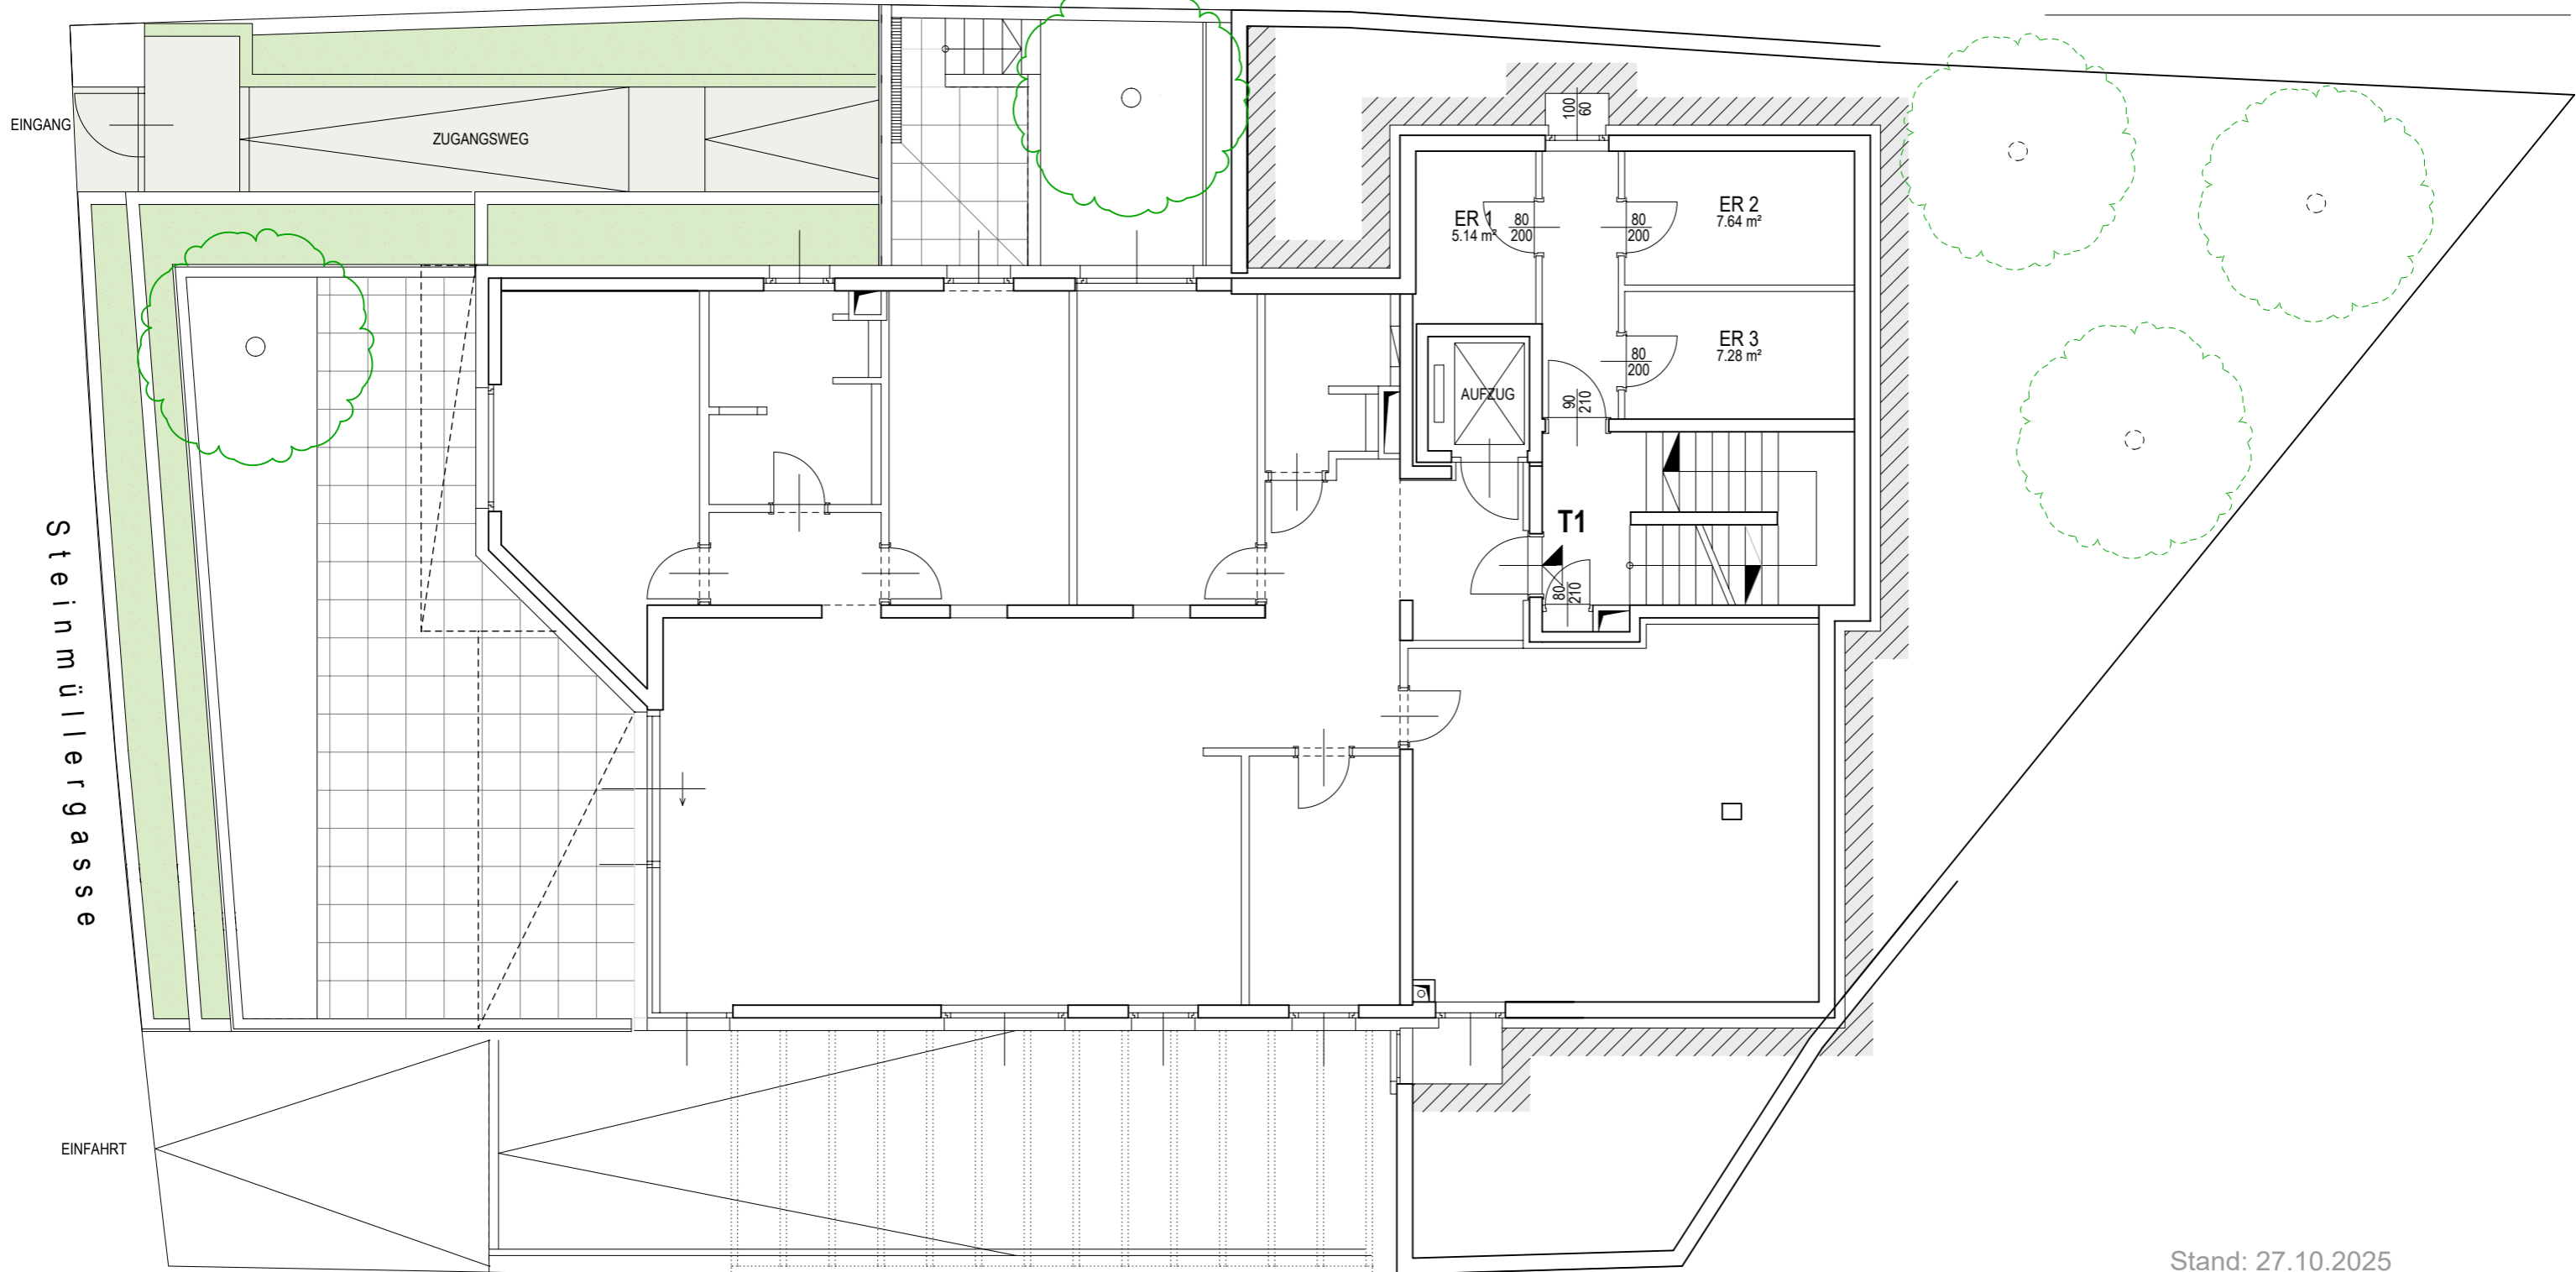 EINGANG
ZUGANGSWEG
100
60
ER 1
5.14 m²
80
200
80
200
ER 2
7.64 m²
ER 3
7.28 m²
80
200
AUFZUG
90
210
T1
80
210
Steinmüllergasse
EINFAHRT
Stand: 27.10.2025